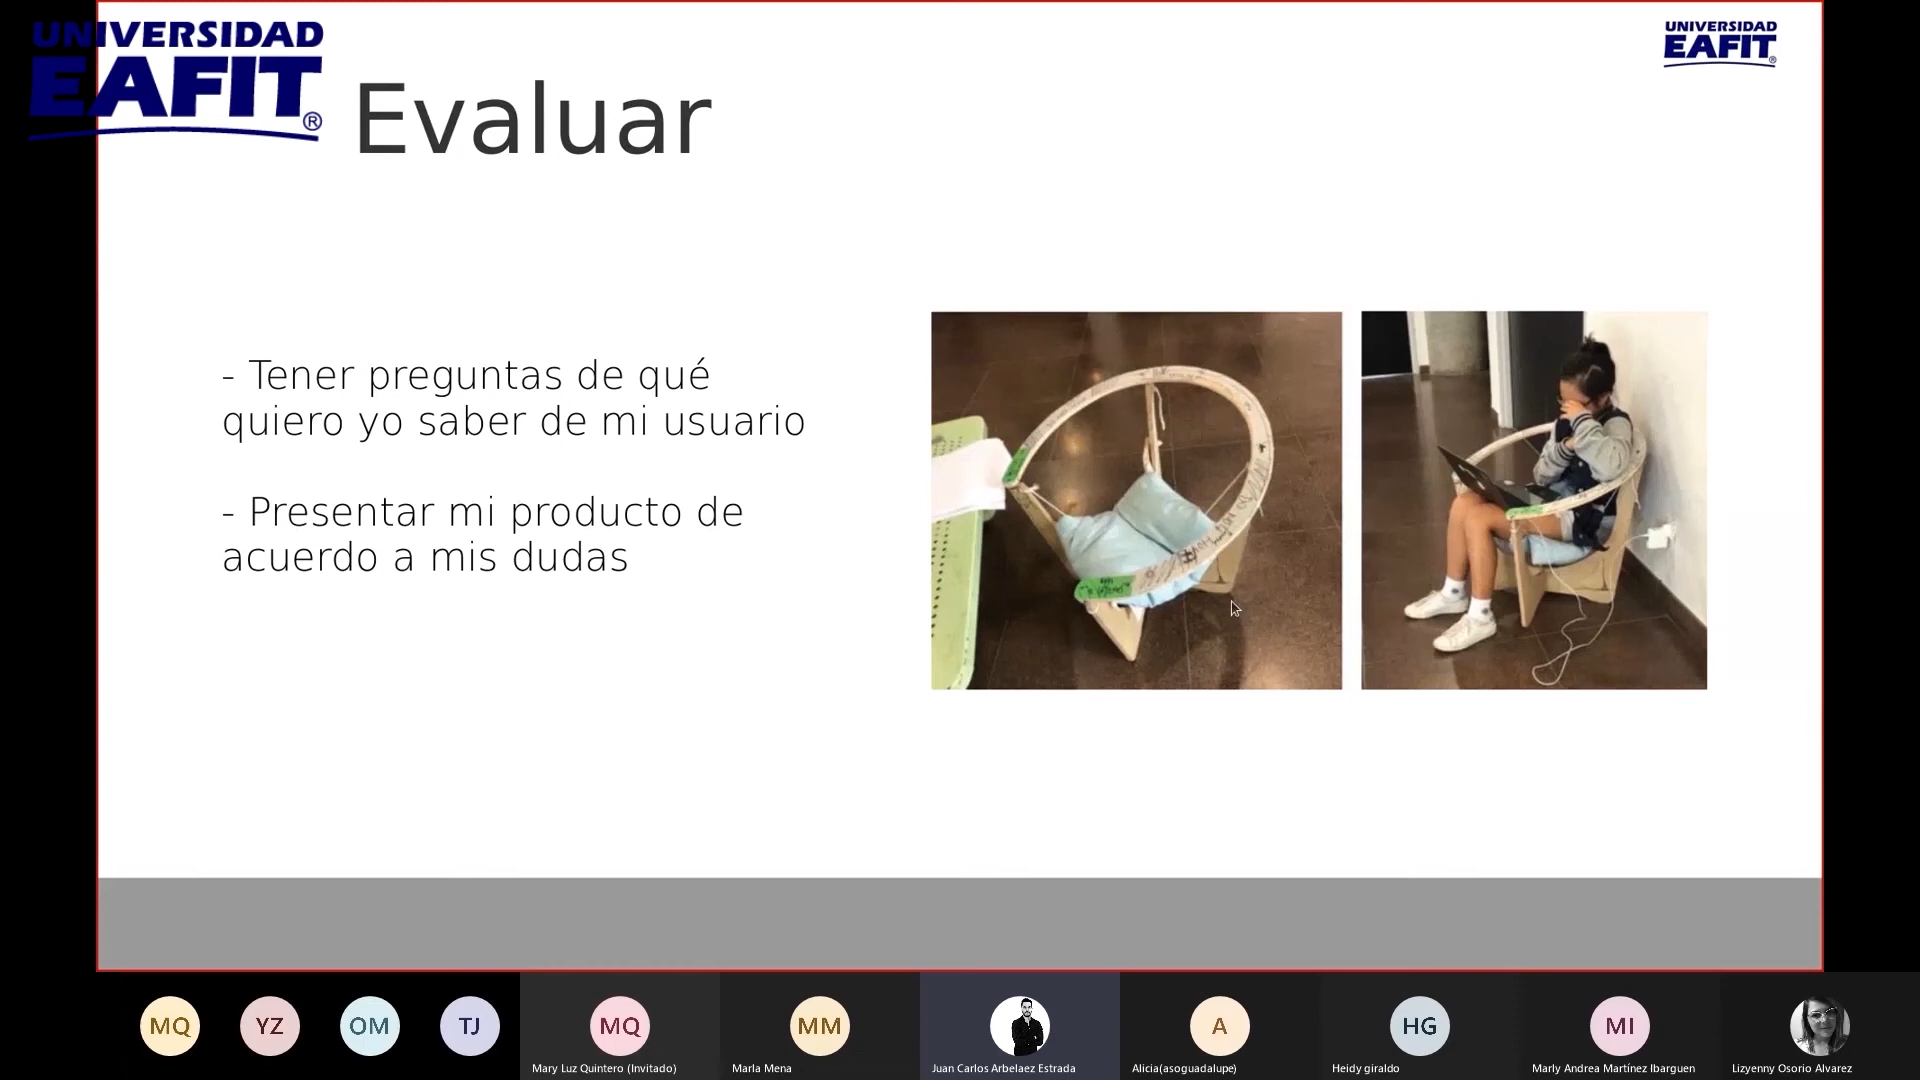 UNIVERSIDAD
EAFIT®
UNIVERSIDAD
EAFIT®
Evaluar
- Tener preguntas de qué
quiero yo saber de mi usuario
- Presentar mi producto de
acuerdo a mis dudas
MQ
YZ
OM
TJ
MQ
MM
A
HG
MI
Mary Luz Quintero (Invitado)
Marla Mena
Juan Carlos Arbelaez Estrada
Alicia(asoguadalupe)
Heidy giraldo
Marly Andrea Martínez Ibarguen
Lizyenny Osorio Alvarez